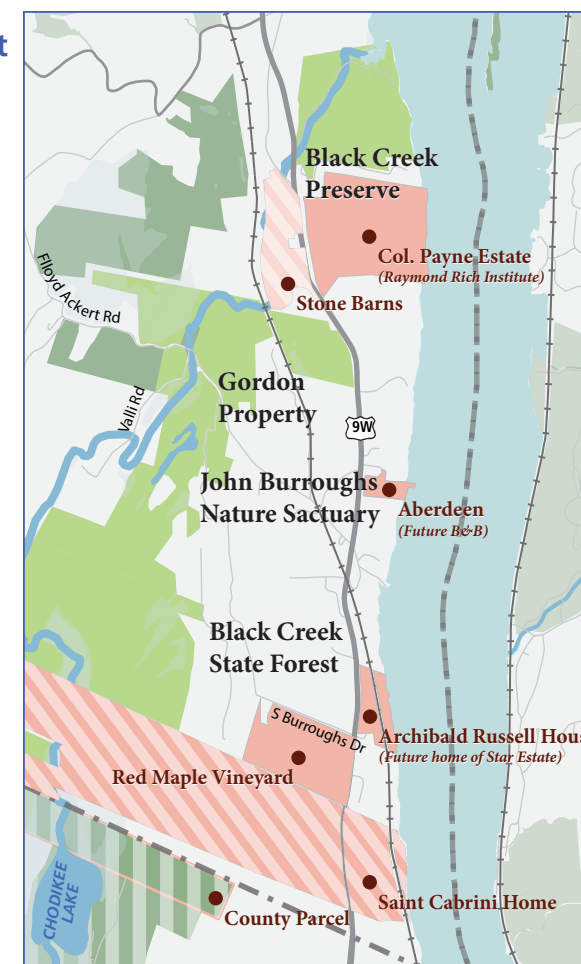 t
Black Creek
Preserve
Col. Payne Estate
(Raymond Rich Institute)
Stone Barns
Flloyd Ackert Rd
Gordon
Property
Valli Rd
9W
John Burroughs
Nature Sactuary
Aberdeen
(Future B&B)
Black Creek
State Forest
S Burroughs Dr
Archibald Russell Hou
(Future home of Star Estate)
Red Maple Vineyard
CHODIKEE
LAKE
Saint Cabrini Home
County Parcel